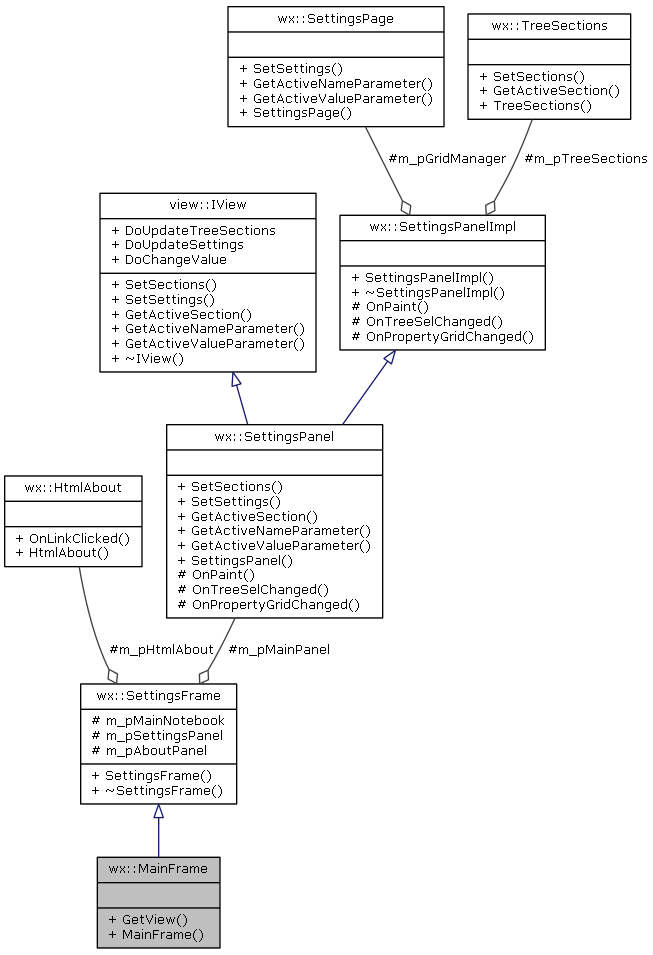 wx::SettingsPage
+ SetSettings()
+ GetActiveNameParameter()
+ GetActiveValueParameter()
+ SettingsPage()
wx::TreeSections
+ SetSections()
+ GetActiveSection()
+ TreeSections()
#m_pGridManager
#m_pTreeSections
view::IView
+ DoUpdateTreeSections
+ DoUpdateSettings
+ DoChangeValue
+ SetSections()
+ SetSettings()
+ GetActiveSection()
+ GetActiveNameParameter()
+ GetActiveValueParameter()
+ ~IView()
wx::SettingsPanelImpl
+ SettingsPanelImpl()
+ ~SettingsPanelImpl()
# OnPaint()
# OnTreeSelChanged()
# OnPropertyGridChanged()
wx::SettingsPanel
+ SetSections()
+ SetSettings()
+ GetActiveSection()
+ GetActiveNameParameter()
+ GetActiveValueParameter()
+ SettingsPanel()
# OnPaint()
# OnTreeSelChanged()
# OnPropertyGridChanged()
wx::HtmlAbout
+ OnLinkClicked()
+ HtmlAbout()
#m_pHtmlAbout
#m_pMainPanel
wx::SettingsFrame
# m_pMainNotebook
# m_pSettingsPanel
# m_pAboutPanel
+ SettingsFrame()
+ ~SettingsFrame()
wx::MainFrame
+ GetView()
+ MainFrame()